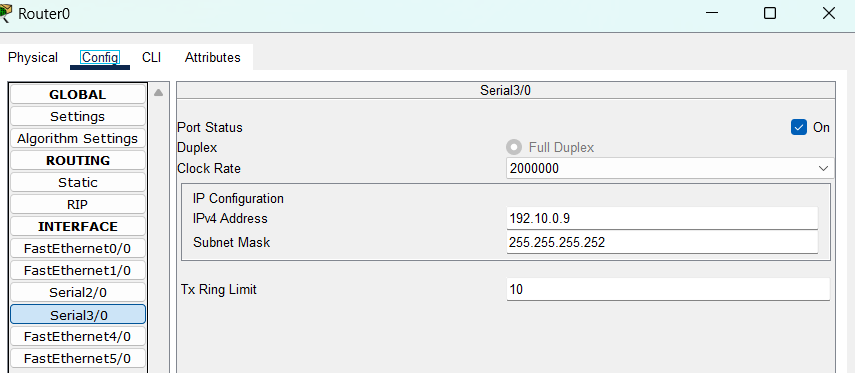 Router0
Physical Config CLI Attributes
GLOBAL
Settings
Algorithm Settings
ROUTING
Static
RIP
INTERFACE
FastEthernet0/0
FastEthernet1/0
Serial2/0
Serial3/0
FastEthernet4/0
FastEthernet5/0
Serial3/0
Port Status On
Duplex Full Duplex
Clock Rate 2000000
IP Configuration
IPv4 Address 192.10.0.9
Subnet Mask 255.255.255.252
Tx Ring Limit 10